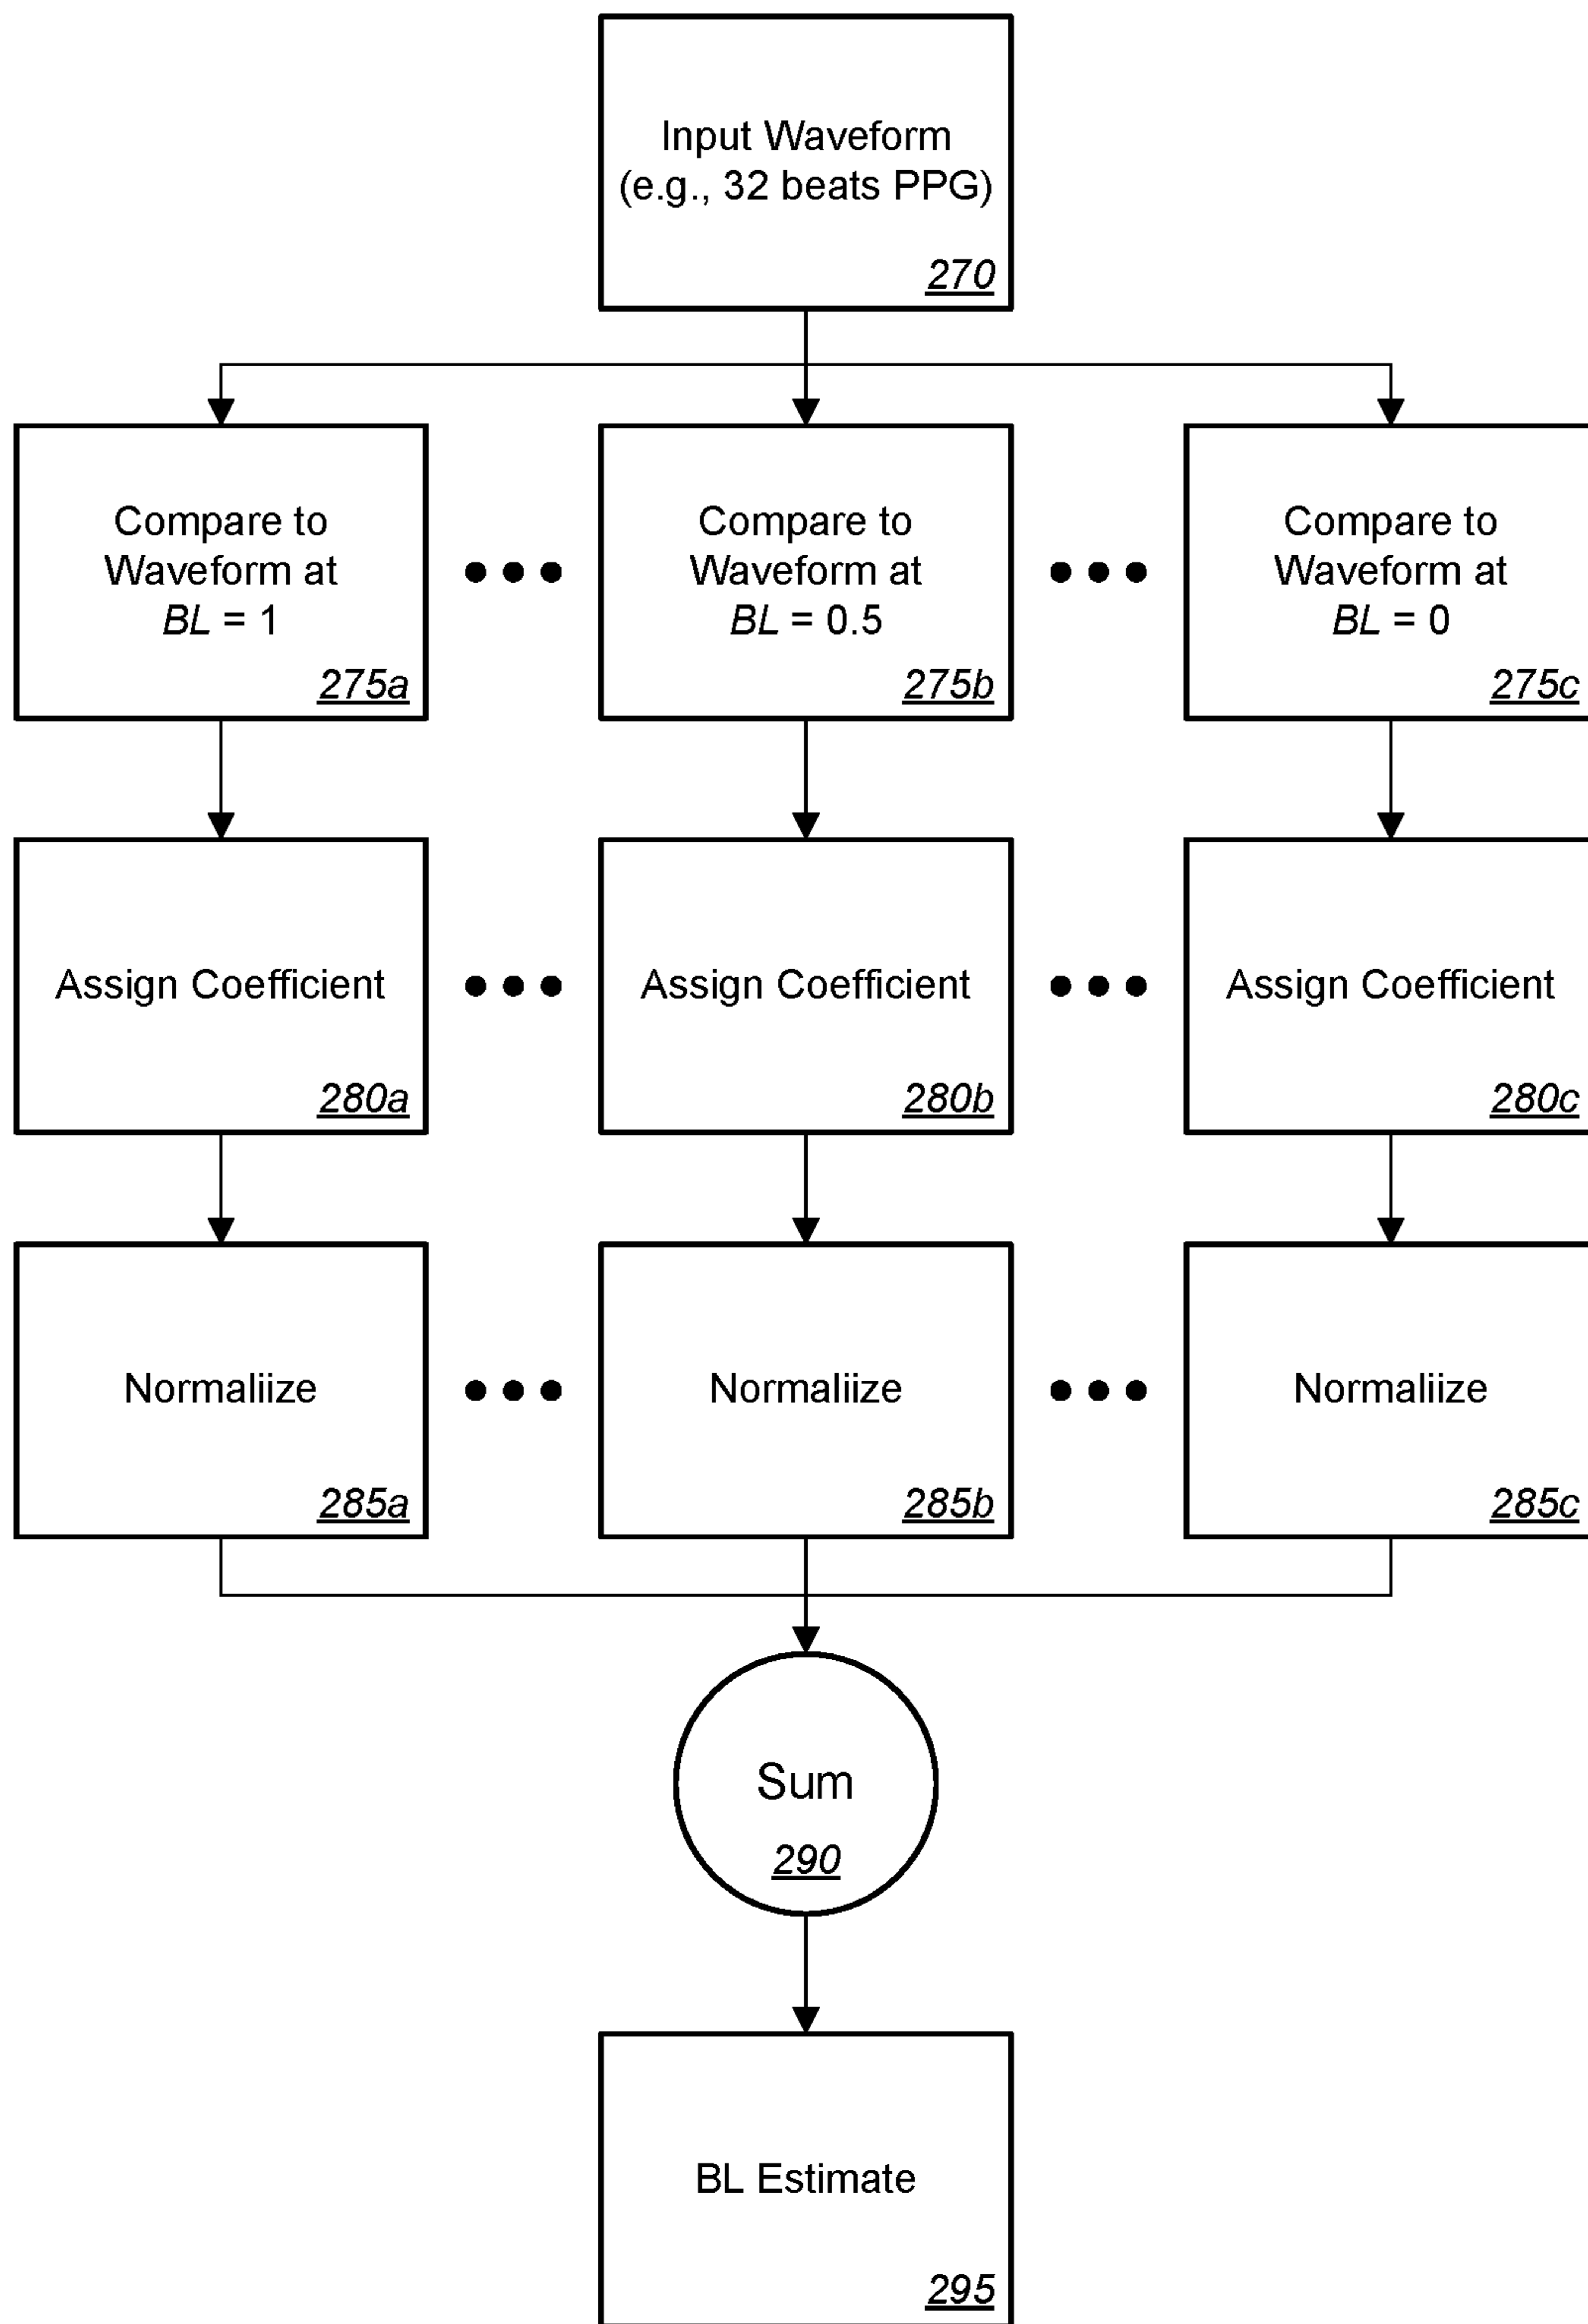 Input Waveform
(e.g., 32 beats PPG)
270
Compare to
Waveform at
BL = 1
275a
Compare to
Waveform at
BL = 0.5
275b
Compare to
Waveform at
BL = 0
275c
Assign Coefficient
280a
Assign Coefficient
280b
Assign Coefficient
280c
Normaliize
285a
Normaliize
285b
Normaliize
285c
Sum
290
BL Estimate
295